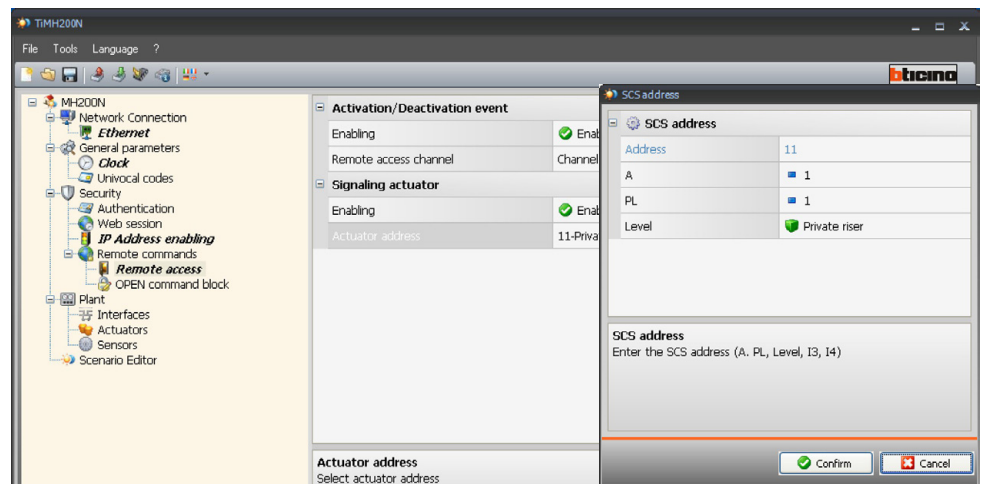 TiMH200N
File Tools Language ?
bticino
MH200N
Network Connection
Ethernet
General parameters
Clock
Univocal codes
Security
Authentication
Web session
IP Address enabling
Remote commands
Remote access
OPEN command block
Plant
Interfaces
Actuators
Sensors
Scenario Editor
Activation/Deactivation event
Enabling Enab
Remote access channel Channel
Signaling actuator
Enabling Enab
Actuator address 11-Priva
Actuator address
Select actuator address
SCS address
SCS address
Address 11
A 1
PL 1
Level Private riser
SCS address
Enter the SCS address (A. PL, Level, I3, I4)
Confirm Cancel